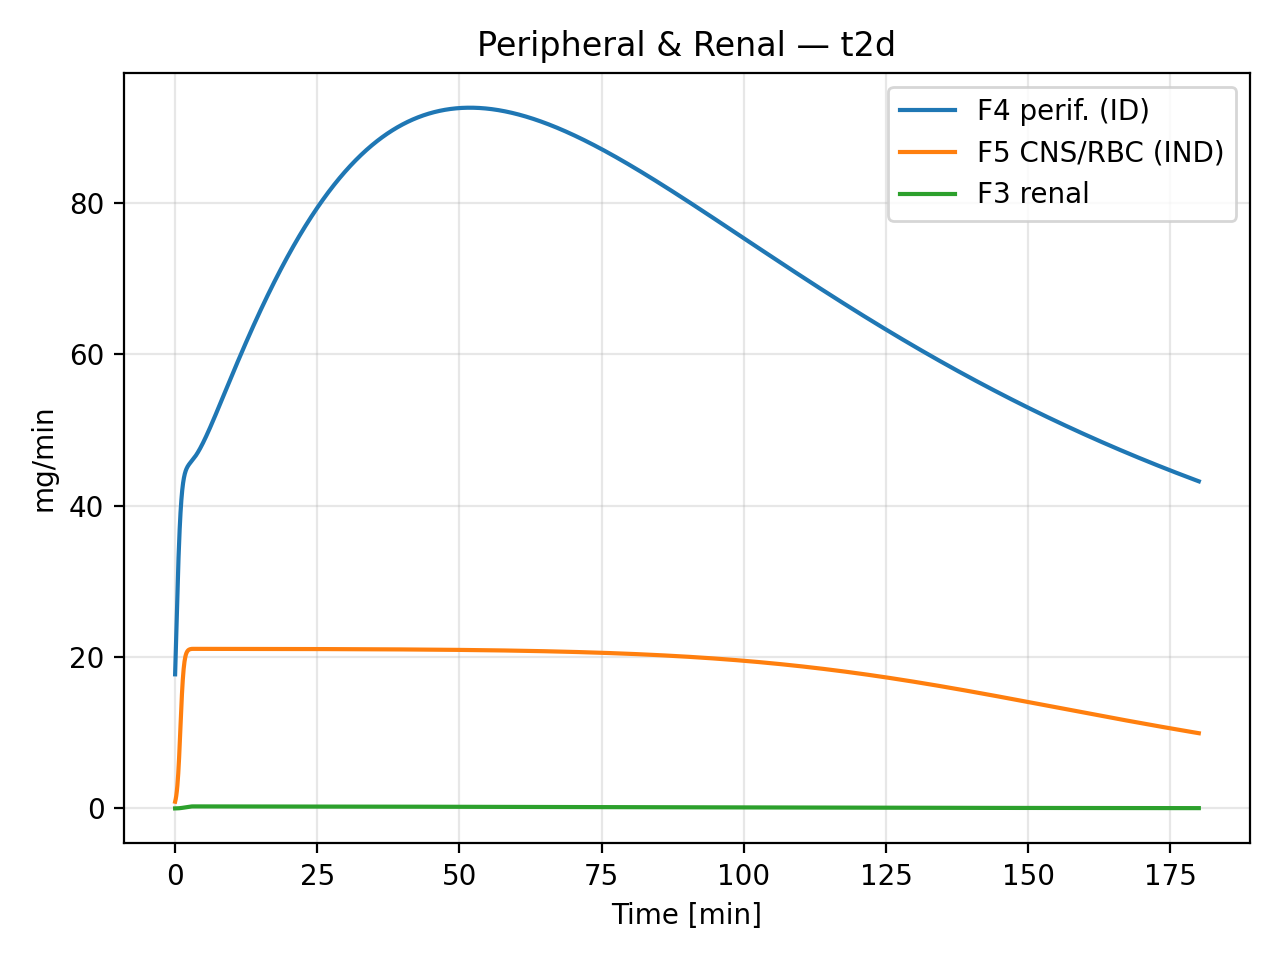 Peripheral & Renal — t2d
F4 perif. (ID)
F5 CNS/RBC (IND)
F3 renal
mg/min
80
60
40
20
0
0 25 50 75 100 125 150 175
Time [min]